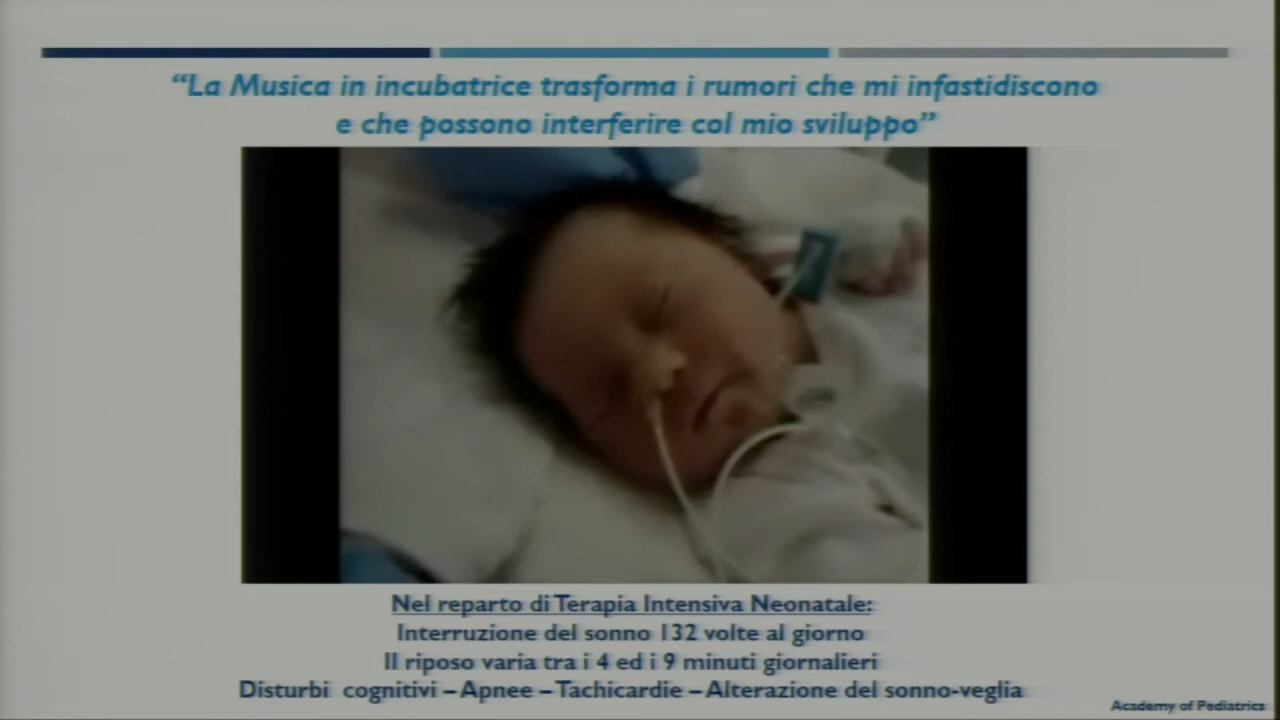 “La Musica in incubatrice trasforma i rumori che mi infastidiscono
e che possono interferire col mio sviluppo”
Nel reparto di Terapia Intensiva Neonatale:
Interruzione del sonno 132 volte al giorno
Il riposo varia tra i 4 ed i 9 minuti giornalieri
Disturbi cognitivi – Apnee – Tachicardie – Alterazione del sonno-veglia
Academy of Pediatrics